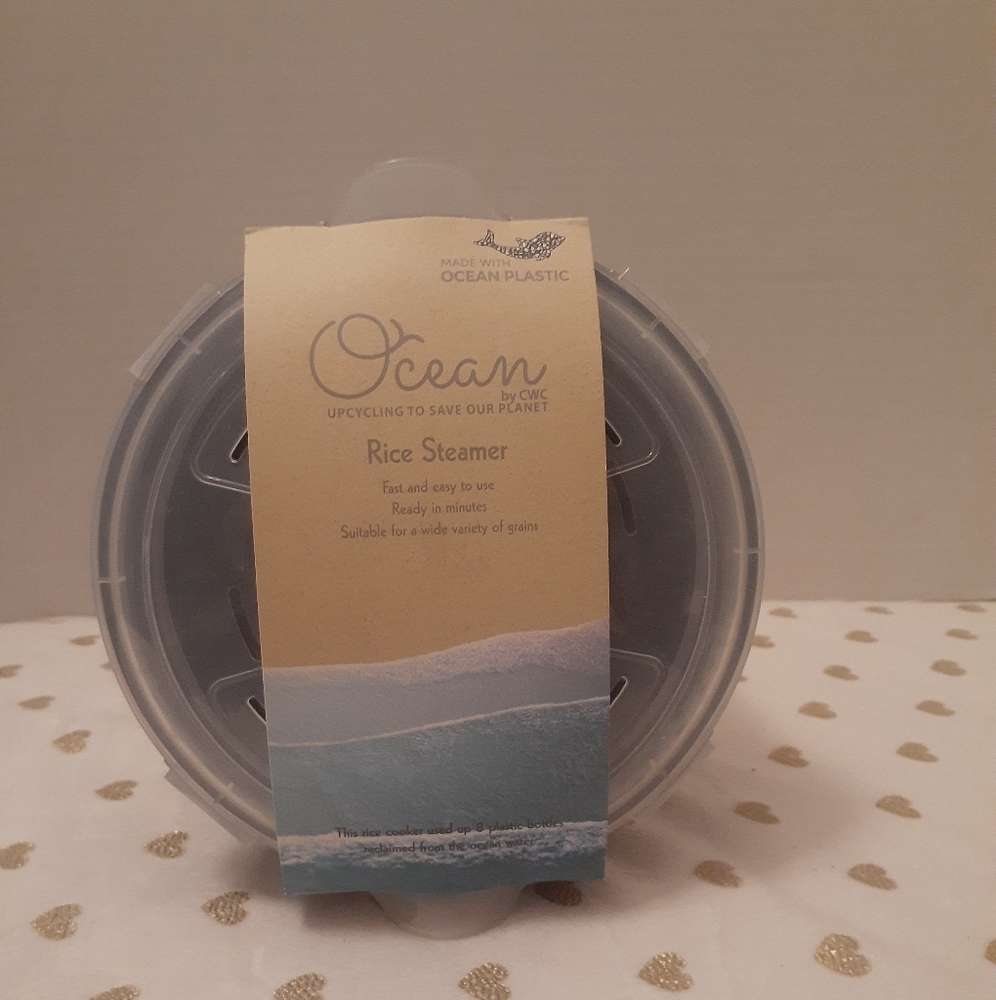 MADE WITH
OCEAN PLASTIC
Ocean
by CWC
UPCYCLING TO SAVE OUR PLANET
Rice Steamer
Fast and easy to use
Ready in minutes
Suitable for a wide variety of grains
This rice cooker used up 8 plastic bottles
reclaimed from the ocean water